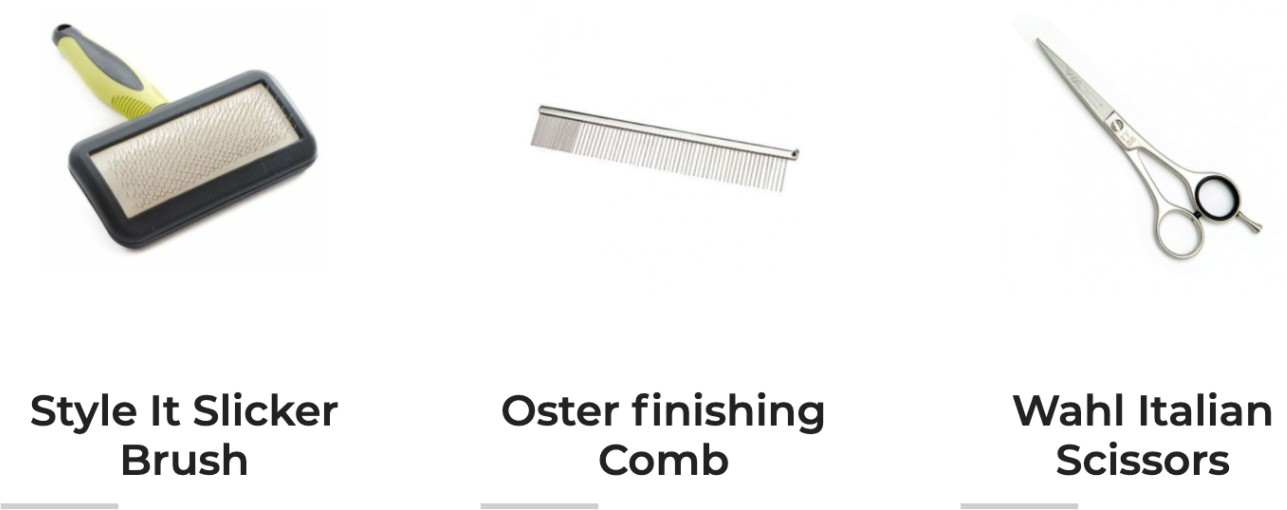 Style It Slicker
Brush
Oster finishing
Comb
Wahl Italian
Scissors